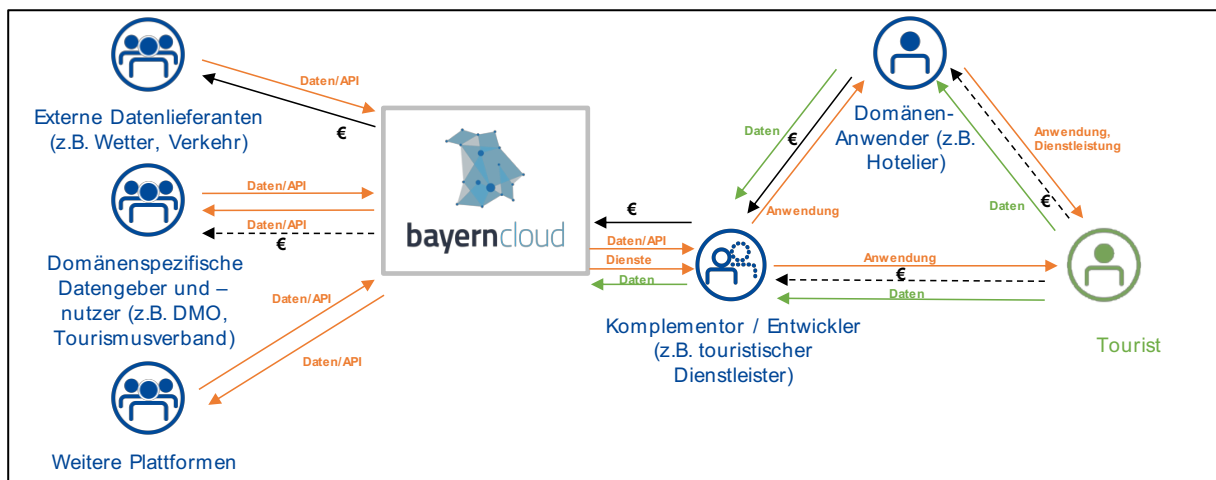 Daten/API
€
Externe Datenlieferanten
(z.B. Wetter, Verkehr)
Daten/API
Daten/API
€
Domänenspezifische
Datengeber und –
nutzer (z.B. DMO,
Tourismusverband)
Daten/API
Daten/API
Weitere Plattformen
bayerncloud
€
Daten/API
Dienste
Daten
Komplementor / Entwickler
(z.B. touristischer
Dienstleister)
Daten
€
Anwendung
Domänen-
Anwender (z.B.
Hotelier)
Anwendung,
Dienstleistung
€
Daten
Anwendung
€
Daten
Tourist